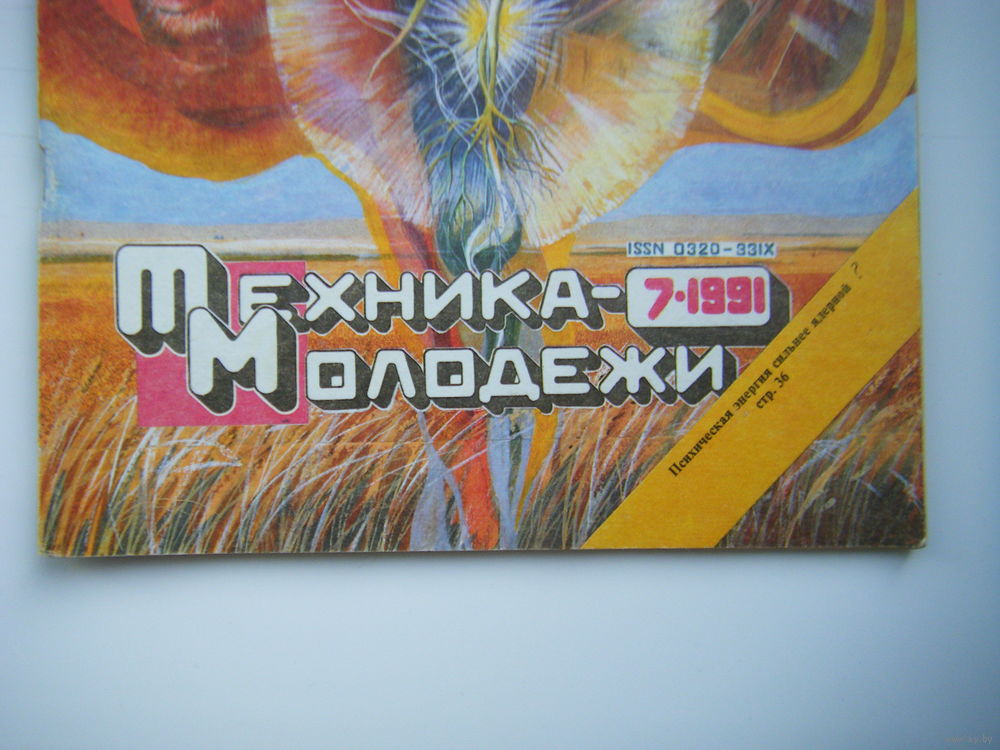 ISSN 0320-331X
ТЕХНИКА-
МОЛОДЕЖИ
7·1991
Психическая энергия сильнее ядерной ?
стр. 36